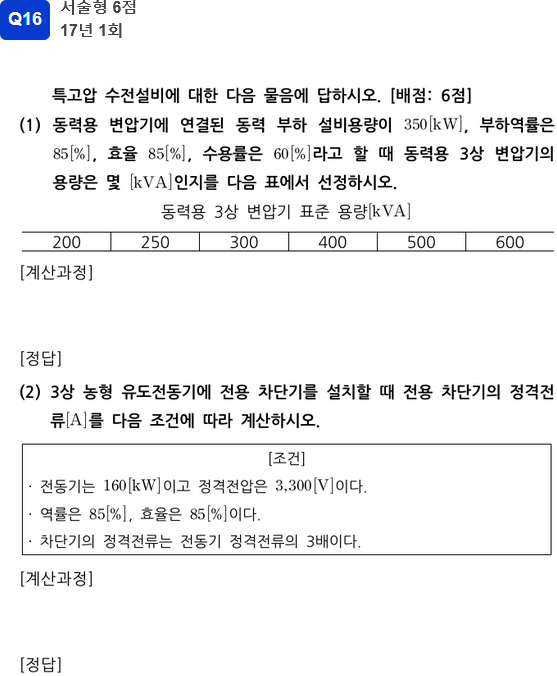 Q16
서술형 6점
17년 1회
특고압 수전설비에 대한 다음 물음에 답하시오. [배점: 6점]
(1) 동력용 변압기에 연결된 동력 부하 설비용량이 350[kW], 부하역률은
85[%], 효율 85[%], 수용률은 60[%]라고 할 때 동력용 3상 변압기의
용량은 몇 [kVA]인지를 다음 표에서 선정하시오.
동력용 3상 변압기 표준 용량[kVA]
200 250 300 400 500 600
[계산과정]
[정답]
(2) 3상 농형 유도전동기에 전용 차단기를 설치할 때 전용 차단기의 정격전
류[A]를 다음 조건에 따라 계산하시오.
[조건]
· 전동기는 160[kW]이고 정격전압은 3,300[V]이다.
· 역률은 85[%], 효율은 85[%]이다.
· 차단기의 정격전류는 전동기 정격전류의 3배이다.
[계산과정]
[정답]